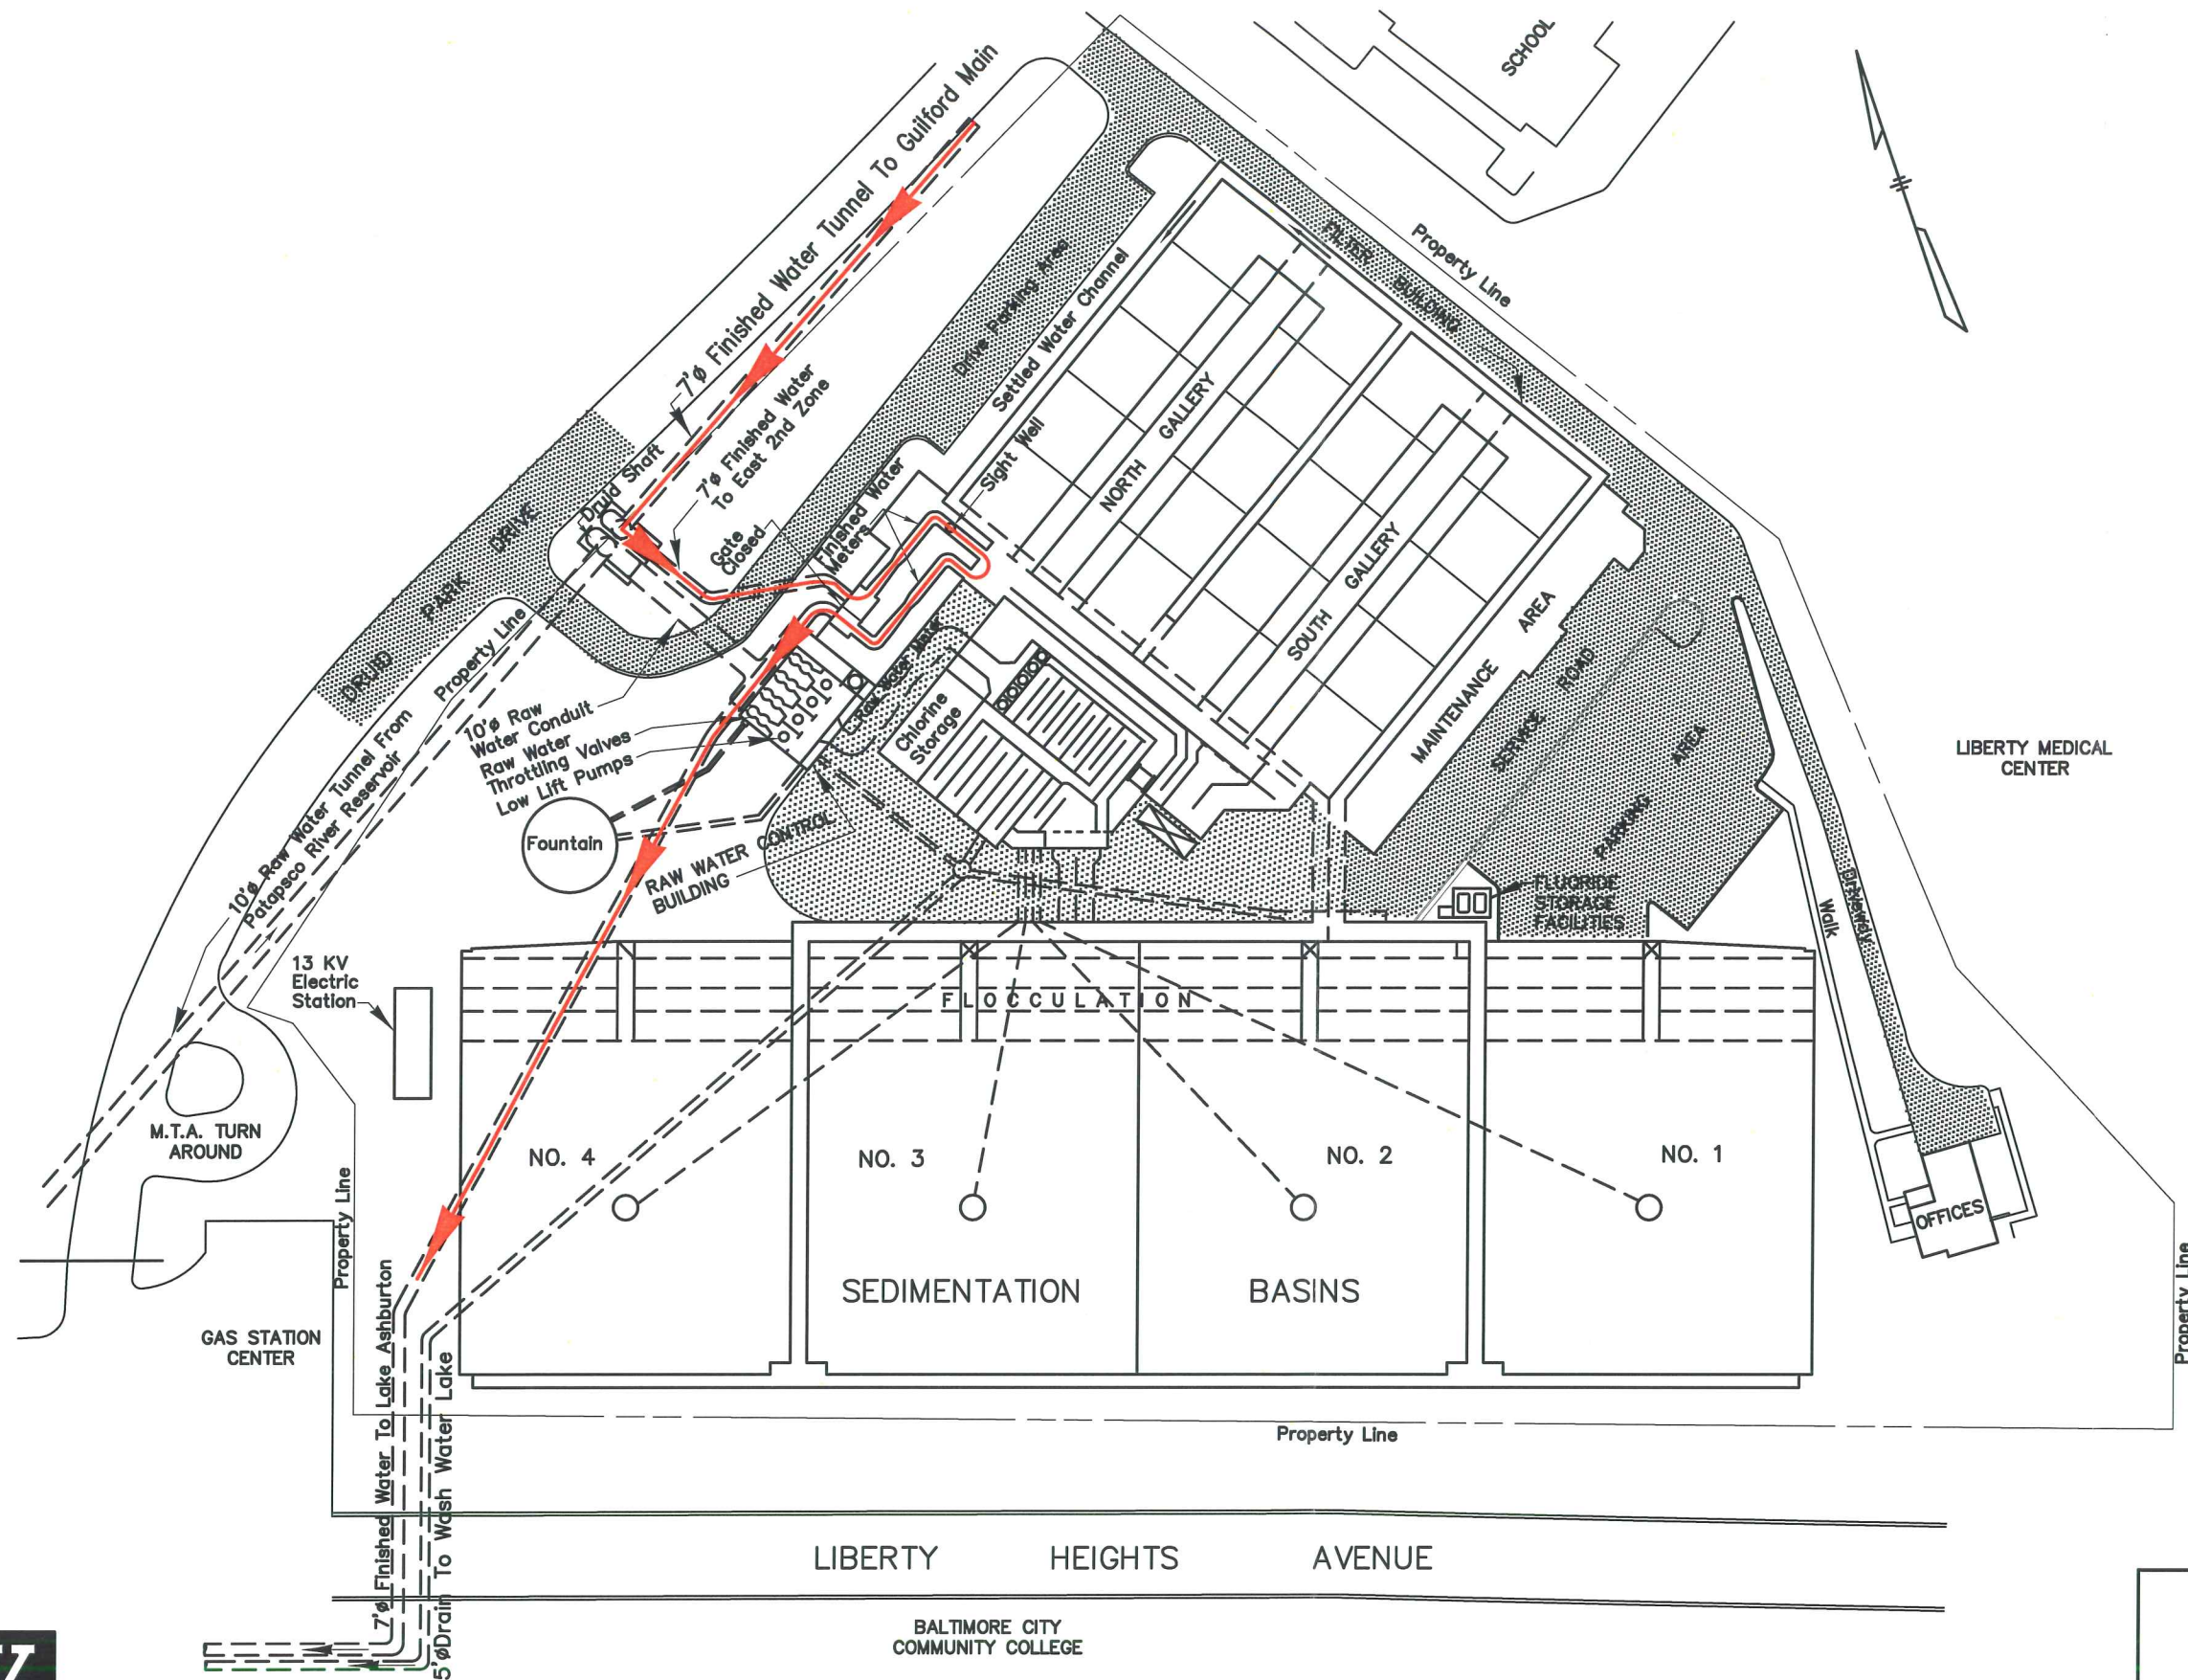 SCHOOL
7'ø Finished Water Tunnel To Guilford Main
Property Line
FILTER BUILDING
Drive Parking Area
Settled Water Channel
Sight Well
7'ø Finished Water
To East 2nd Zone
Druid Shaft
Gate
Closed
Finished Water
Meters
NORTH GALLERY
SOUTH GALLERY
MAINTENANCE AREA
SERVICE ROAD
PARKING AREA
DRUID PARK DRIVE
Property Line
10'ø Raw
Water Conduit
Raw Water
Throttling Valves
Low Lift Pumps
Raw Water Meter
Chlorine
Storage
LIBERTY MEDICAL
CENTER
10'ø Raw Water Tunnel From
Patapsco River Reservoir
Fountain
RAW WATER CONTROL
BUILDING
FLUORIDE
STORAGE
FACILITIES
Walk
Driveway
13 KV
Electric
Station
FLOCCULATION
M.T.A. TURN
AROUND
NO. 4
NO. 3
NO. 2
NO. 1
OFFICES
Property Line
Property Line
SEDIMENTATION BASINS
GAS STATION
CENTER
7'ø Finished Water To Lake Ashburton
5'øDrain To Wash Water Lake
Property Line
LIBERTY HEIGHTS AVENUE
BALTIMORE CITY
COMMUNITY COLLEGE